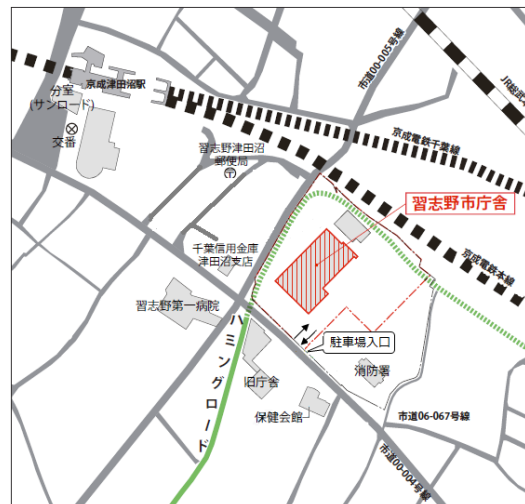 市道00-005号線
JR総武
京成津田沼駅
分室
(サンロード)
交番
京成電鉄千葉線
習志野津田沼
郵便局
習志野市庁舎
京成電鉄本線
千葉信用金庫
津田沼支店
習志野第一病院
ハミングロード
駐車場入口
旧庁舎
消防署
保健会館
市道06-067号線
市道00-004号線